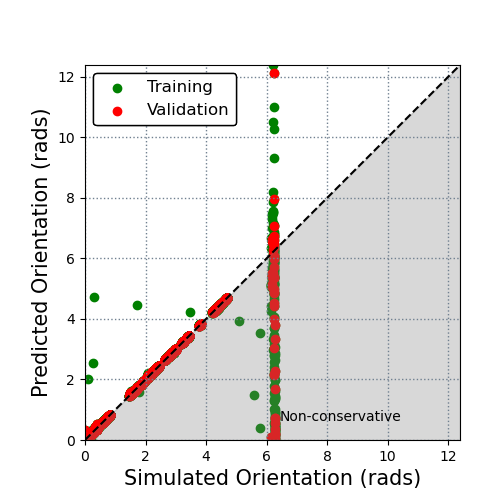 Training
Validation
12
10
8
6
4
2
0
Predicted Orientation (rads)
Non-conservative
0 2 4 6 8 10 12
Simulated Orientation (rads)